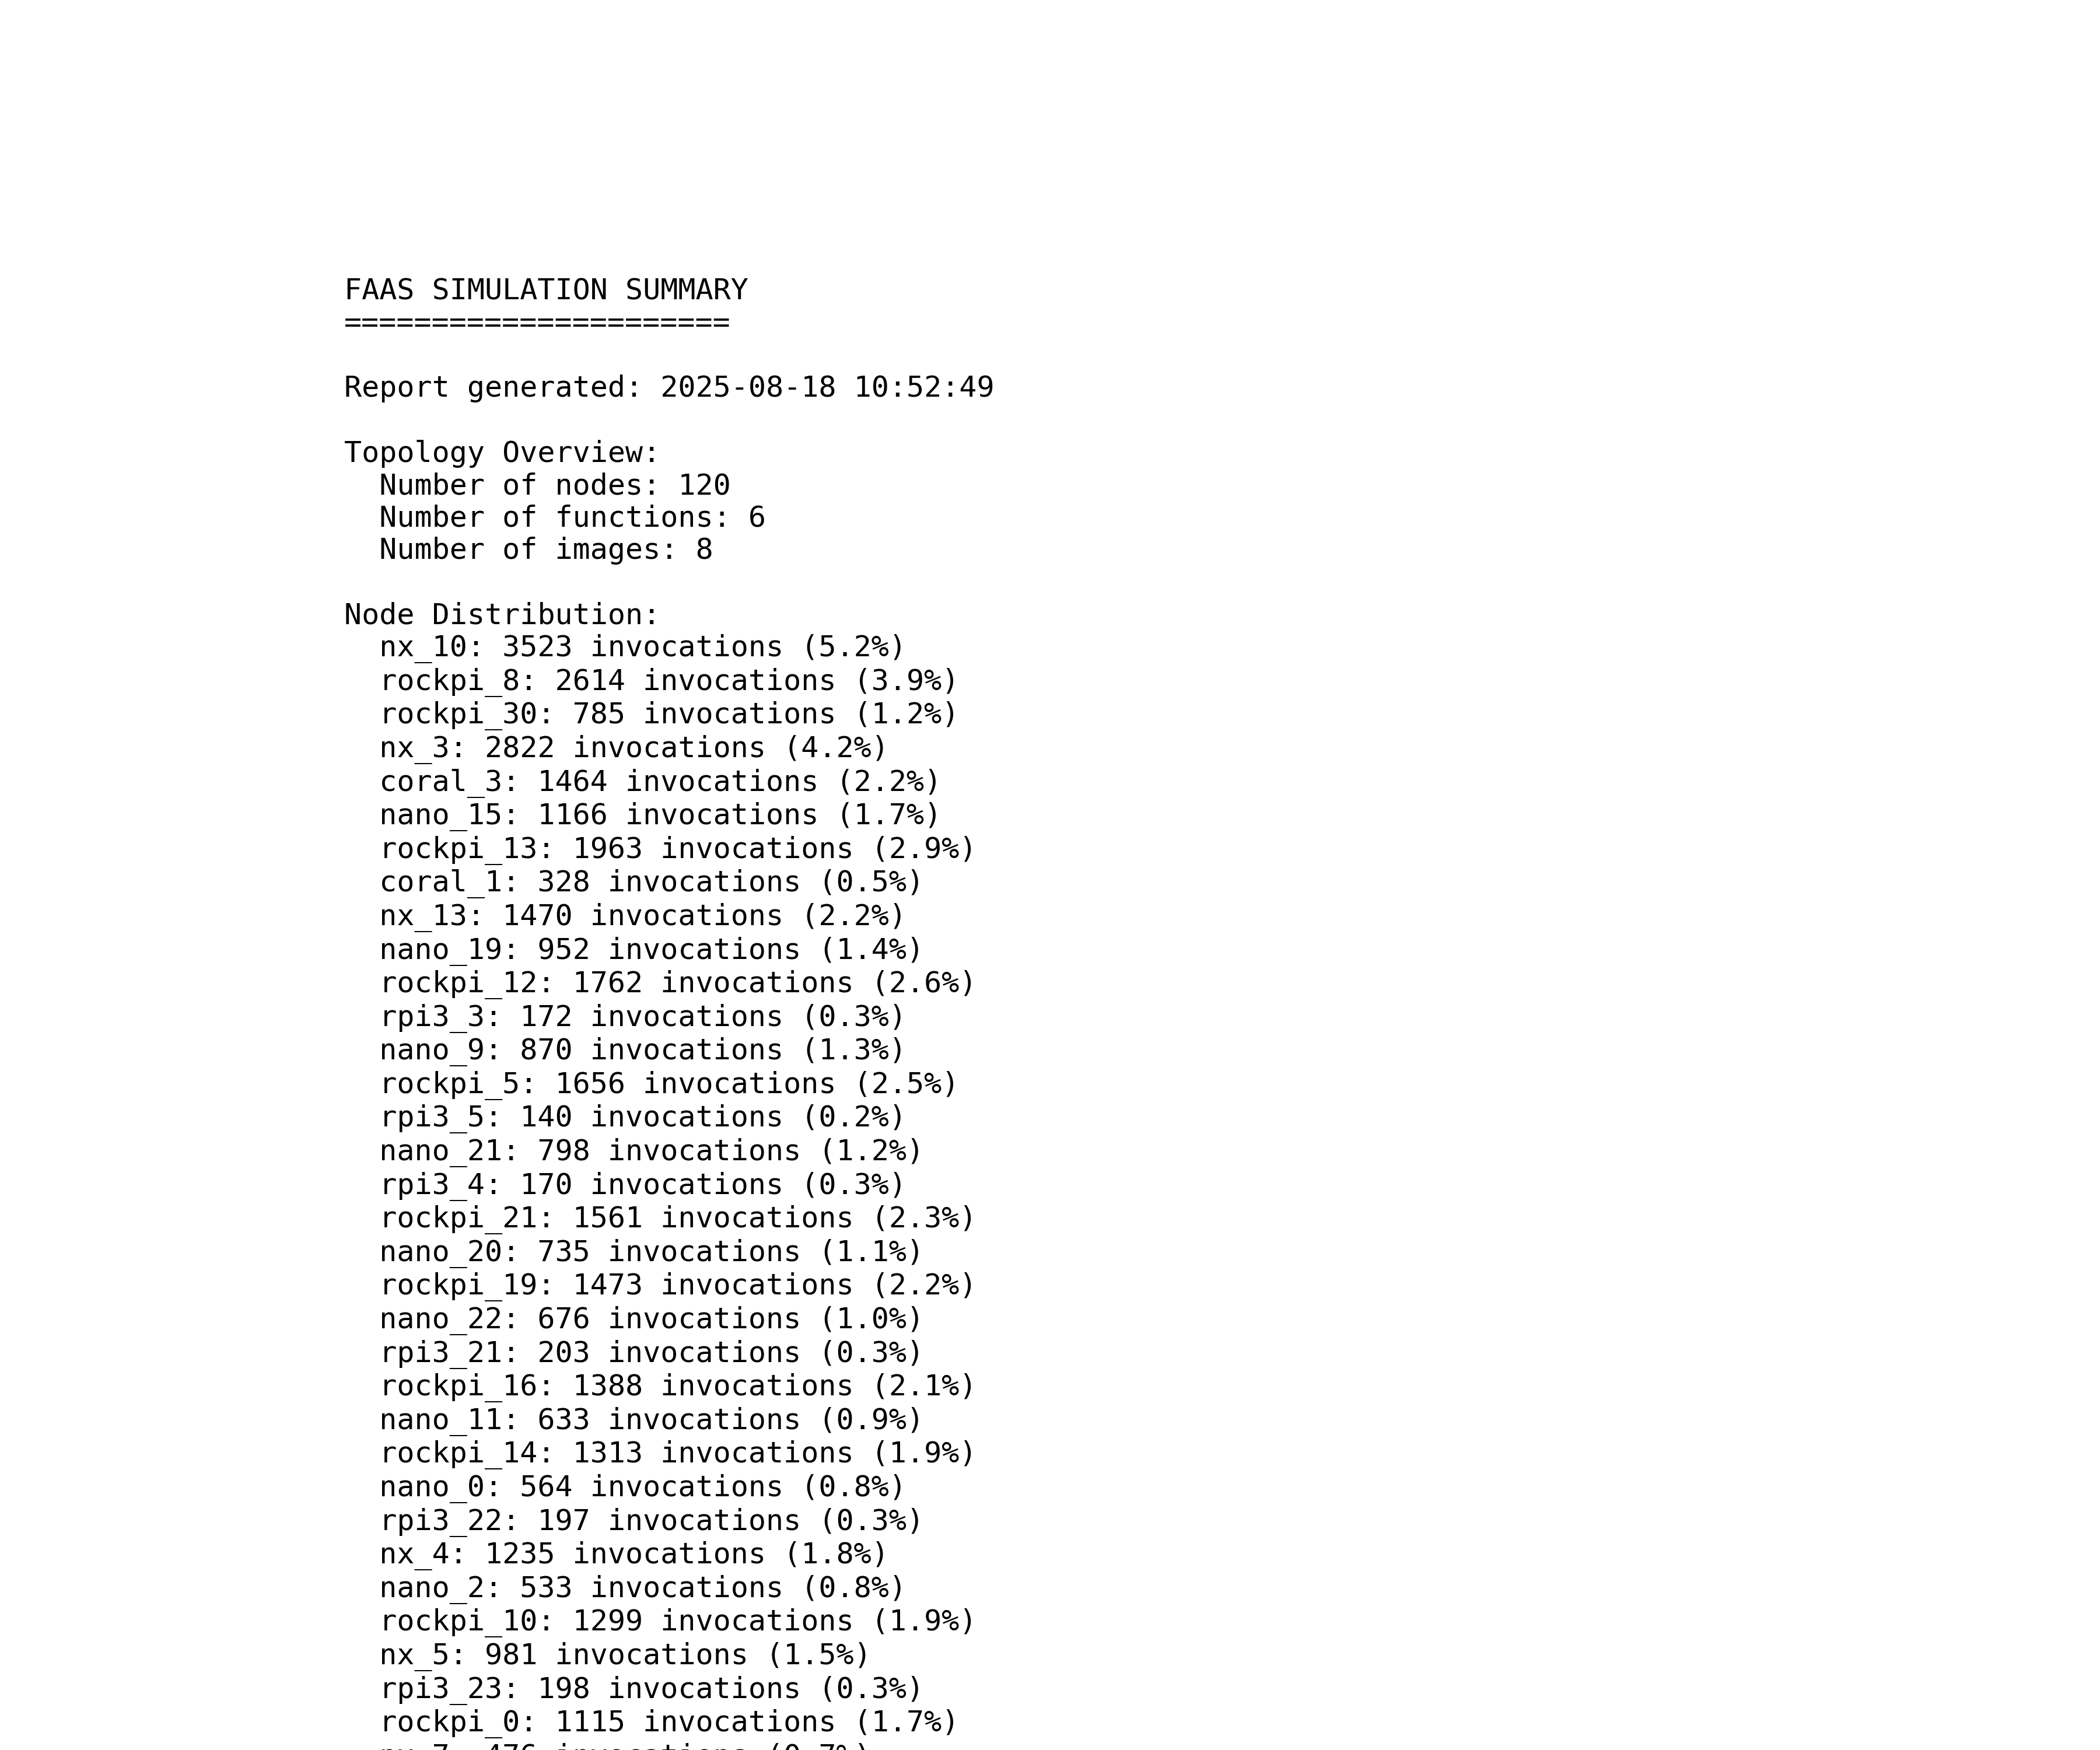 FAAS SIMULATION SUMMARY
======================
Report generated: 2025-08-18 10:52:49
Topology Overview:
Number of nodes: 120
Number of functions: 6
Number of images: 8
Node Distribution:
nx_10: 3523 invocations (5.2%)
rockpi_8: 2614 invocations (3.9%)
rockpi_30: 785 invocations (1.2%)
nx_3: 2822 invocations (4.2%)
coral_3: 1464 invocations (2.2%)
nano_15: 1166 invocations (1.7%)
rockpi_13: 1963 invocations (2.9%)
coral_1: 328 invocations (0.5%)
nx_13: 1470 invocations (2.2%)
nano_19: 952 invocations (1.4%)
rockpi_12: 1762 invocations (2.6%)
rpi3_3: 172 invocations (0.3%)
nano_9: 870 invocations (1.3%)
rockpi_5: 1656 invocations (2.5%)
rpi3_5: 140 invocations (0.2%)
nano_21: 798 invocations (1.2%)
rpi3_4: 170 invocations (0.3%)
rockpi_21: 1561 invocations (2.3%)
nano_20: 735 invocations (1.1%)
rockpi_19: 1473 invocations (2.2%)
nano_22: 676 invocations (1.0%)
rpi3_21: 203 invocations (0.3%)
rockpi_16: 1388 invocations (2.1%)
nano_11: 633 invocations (0.9%)
rockpi_14: 1313 invocations (1.9%)
nano_0: 564 invocations (0.8%)
rpi3_22: 197 invocations (0.3%)
nx_4: 1235 invocations (1.8%)
nano_2: 533 invocations (0.8%)
rockpi_10: 1299 invocations (1.9%)
nx_5: 981 invocations (1.5%)
rpi3_23: 198 invocations (0.3%)
rockpi_0: 1115 invocations (1.7%)
nx_7: 476 invocations (0.7%)